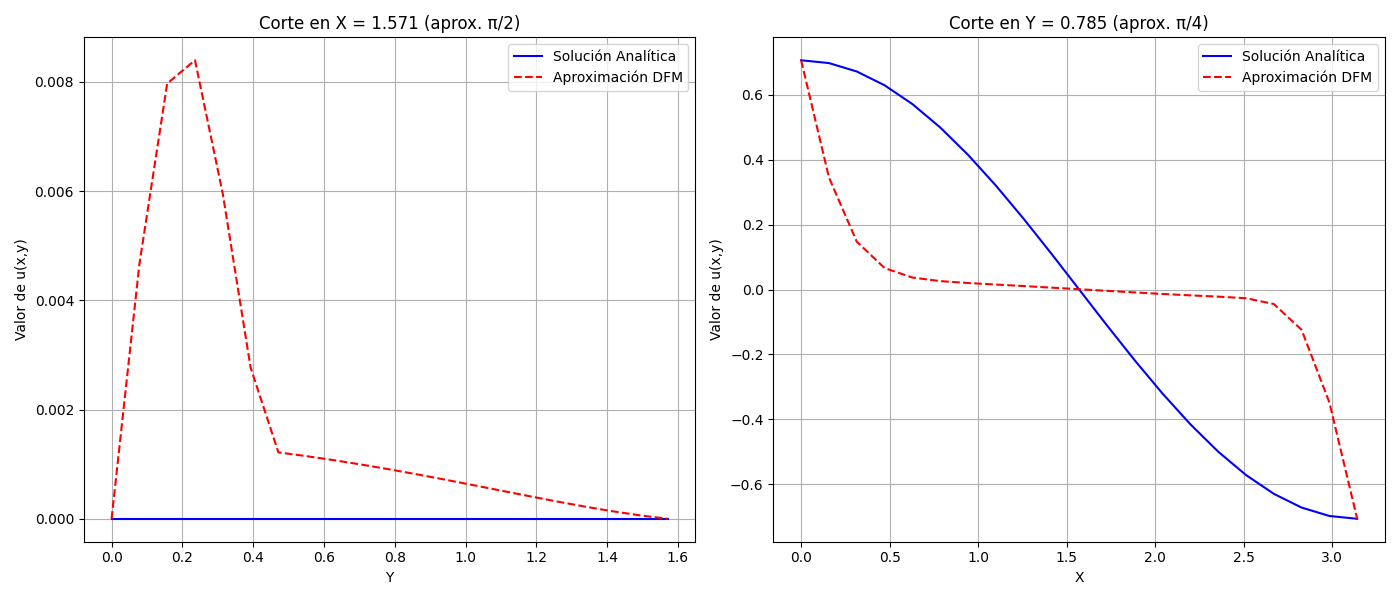 Corte en X = 1.571 (aprox. π/2)
Solución Analítica
Aproximación DFM
0.008
0.006
0.004
0.002
0.000
Valor de u(x,y)
0.0 0.2 0.4 0.6 0.8 1.0 1.2 1.4 1.6
Y
Corte en Y = 0.785 (aprox. π/4)
Solución Analítica
Aproximación DFM
0.6
0.4
0.2
0.0
−0.2
−0.4
−0.6
Valor de u(x,y)
0.0 0.5 1.0 1.5 2.0 2.5 3.0
X